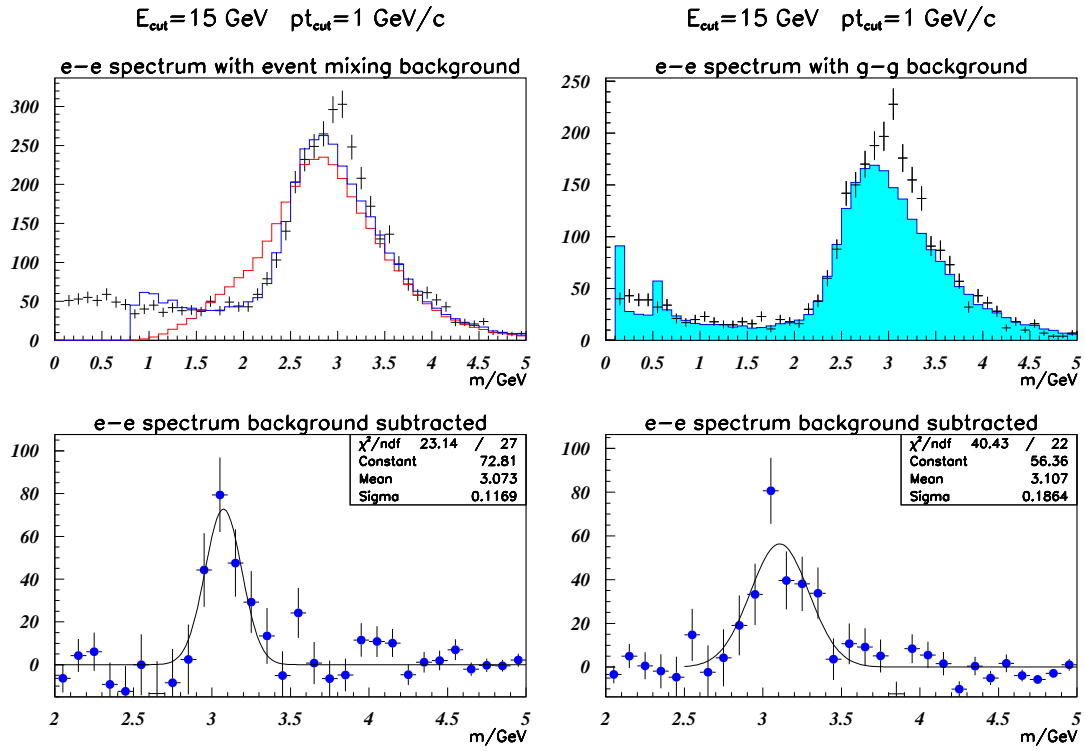 E_cut=15 GeV pt_cut=1 GeV/c
e−e spectrum with event mixing background
300
250
200
150
100
50
0
0 0.5 1 1.5 2 2.5 3 3.5 4 4.5 5
m/GeV
E_cut=15 GeV pt_cut=1 GeV/c
e−e spectrum with g−g background
250
200
150
100
50
0
0 0.5 1 1.5 2 2.5 3 3.5 4 4.5 5
m/GeV
e−e spectrum background subtracted
χ²/ndf 23.14 / 27
Constant 72.81
Mean 3.073
Sigma 0.1169
100
80
60
40
20
0
2 2.5 3 3.5 4 4.5 5
m/GeV
e−e spectrum background subtracted
χ²/ndf 40.43 / 22
Constant 56.36
Mean 3.107
Sigma 0.1864
100
80
60
40
20
0
2 2.5 3 3.5 4 4.5 5
m/GeV